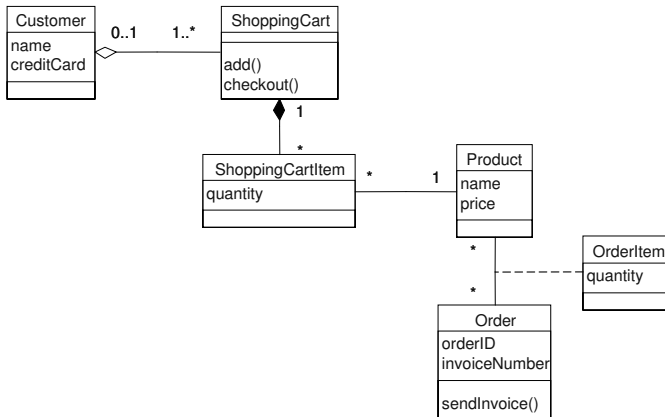 Customer
name
creditCard
0..1
1..*
ShoppingCart
add()
checkout()
1
*
ShoppingCartItem
quantity
*
1
Product
name
price
*
*
OrderItem
quantity
Order
orderID
invoiceNumber
sendInvoice()